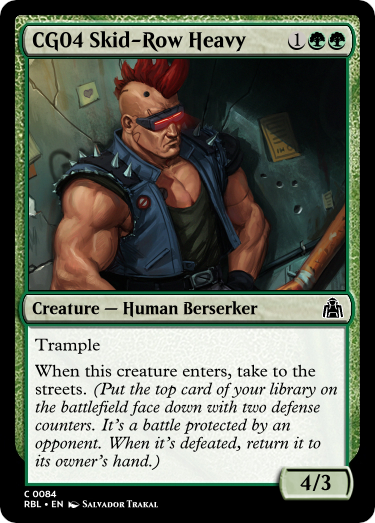 CG04 Skid-Row Heavy 1
Creature — Human Berserker
Trample
When this creature enters, take to the
streets. (Put the top card of your library on
the battlefield face down with two defense
counters. It's a battle protected by an
opponent. When it's defeated, return it to
its owner's hand.)
4/3
C 0084
RBL • EN Salvador Trakal